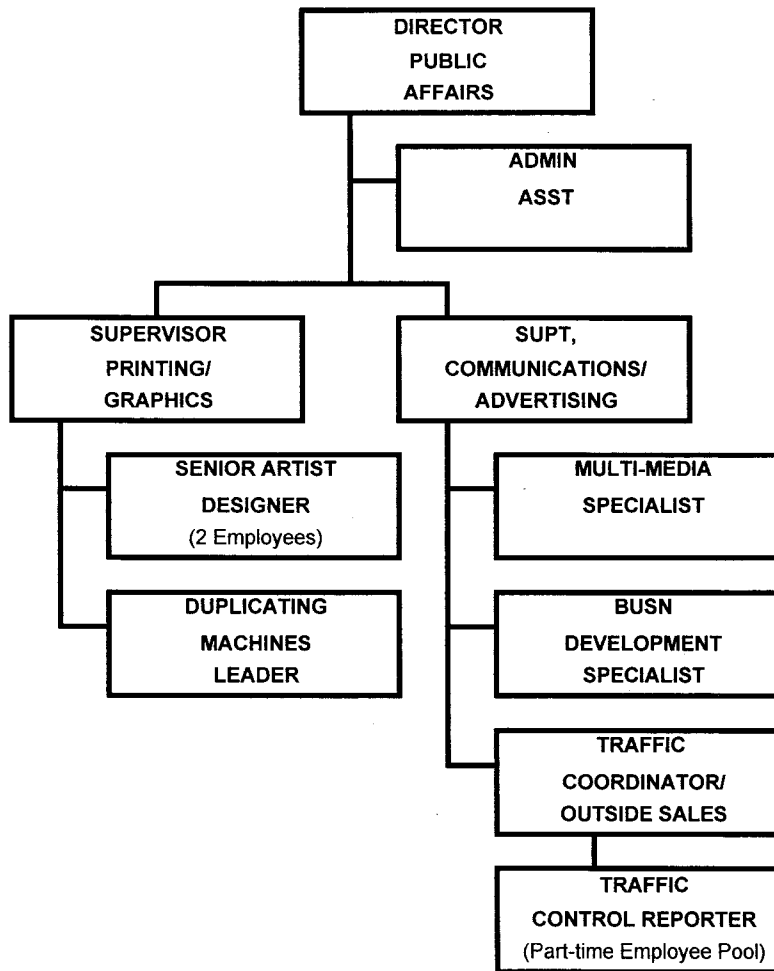 DIRECTOR
PUBLIC
AFFAIRS
ADMIN
ASST
SUPERVISOR
PRINTING/
GRAPHICS
SUPT,
COMMUNICATIONS/
ADVERTISING
SENIOR ARTIST
DESIGNER
(2 Employees)
DUPLICATING
MACHINES
LEADER
MULTI-MEDIA
SPECIALIST
BUSN
DEVELOPMENT
SPECIALIST
TRAFFIC
COORDINATOR/
OUTSIDE SALES
TRAFFIC
CONTROL REPORTER
(Part-time Employee Pool)